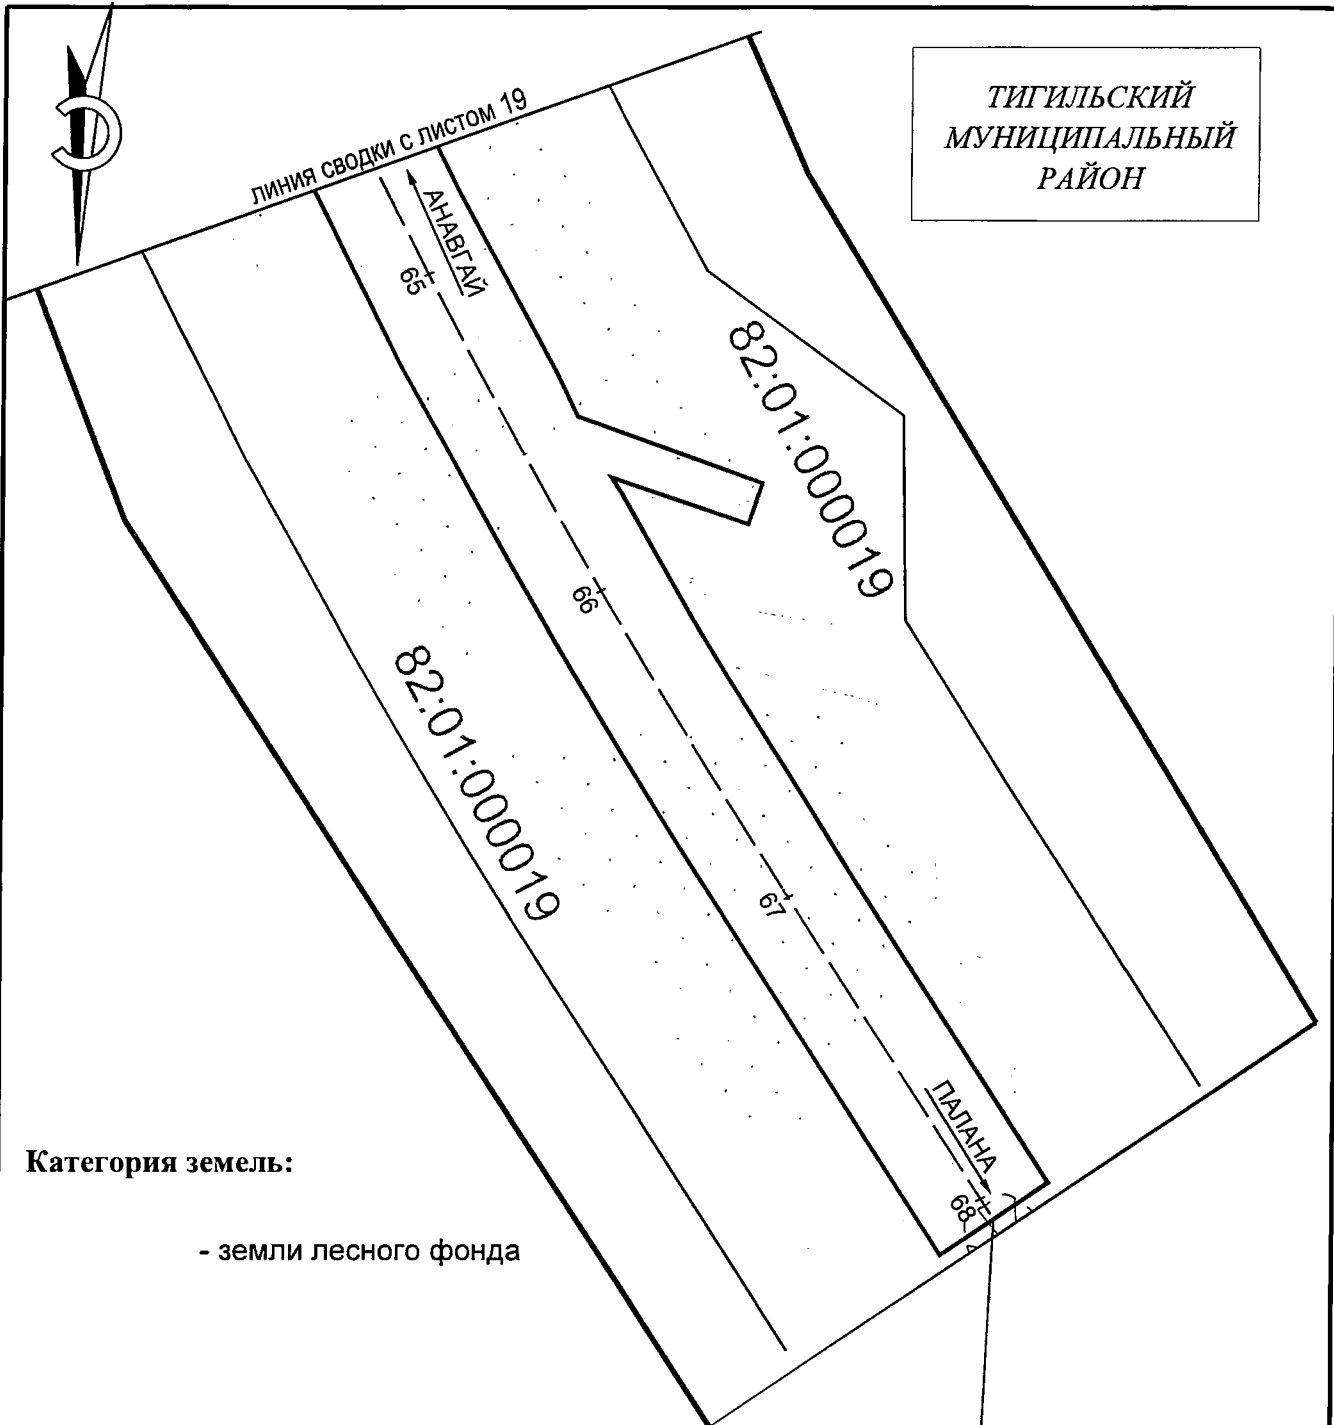 С
ТИГИЛЬСКИЙ
МУНИЦИПАЛЬНЫЙ
РАЙОН
ЛИНИЯ СВОДКИ С ЛИСТОМ 19
АНАВГАЙ
65
82:01:000019
66
82:01:000019
67
ПАЛАНА
68
Категория земель:
- земли лесного фонда